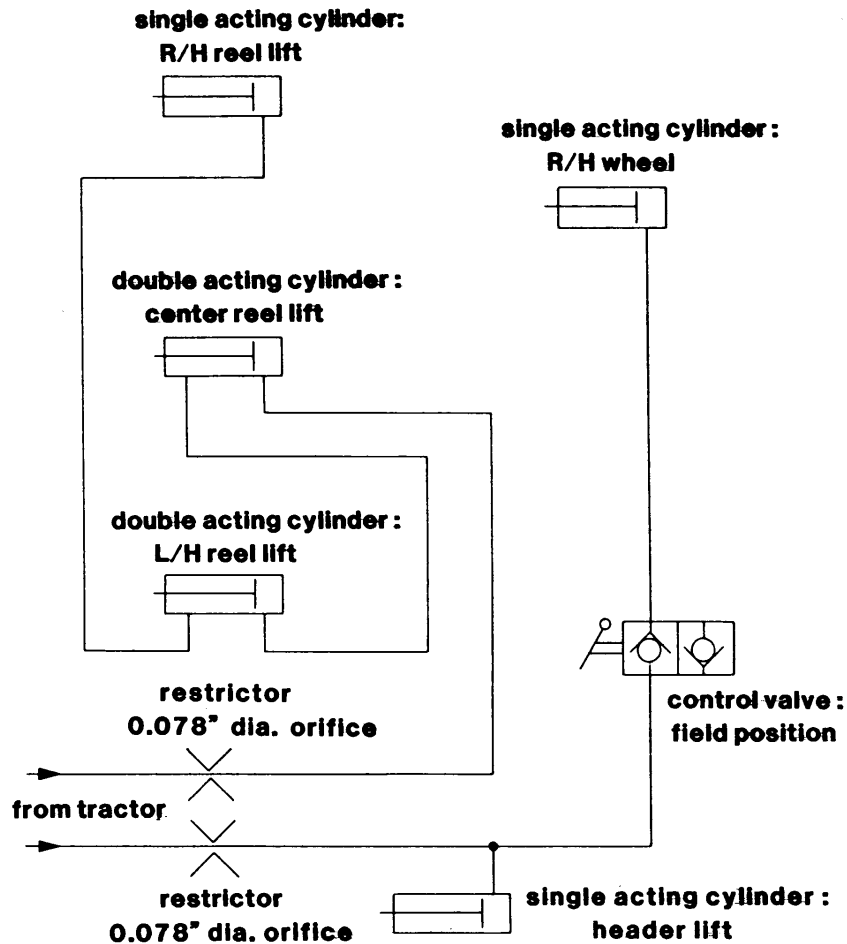 single acting cylinder:
R/H reel lift
single acting cylinder :
R/H wheel
double acting cylinder :
center reel lift
double acting cylinder :
L/H reel lift
restrictor
0.078" dia. orifice
control valve :
field position
from tractor
restrictor
0.078" dia. orifice
single acting cylinder :
header lift